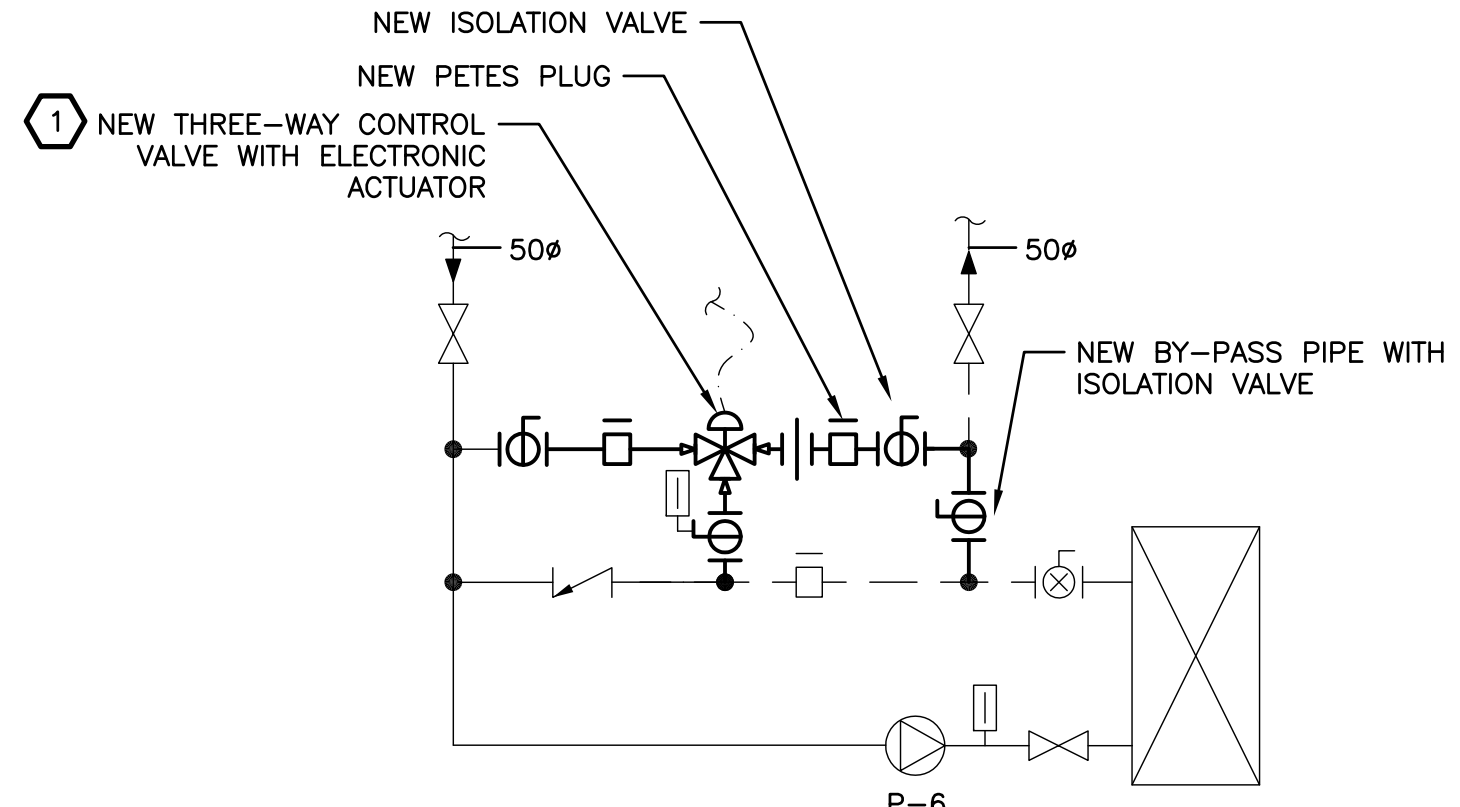 NEW ISOLATION VALVE
NEW PETES PLUG
1
NEW THREE-WAY CONTROL
VALVE WITH ELECTRONIC
ACTUATOR
50ø
50ø
NEW BY-PASS PIPE WITH
ISOLATION VALVE
P-6